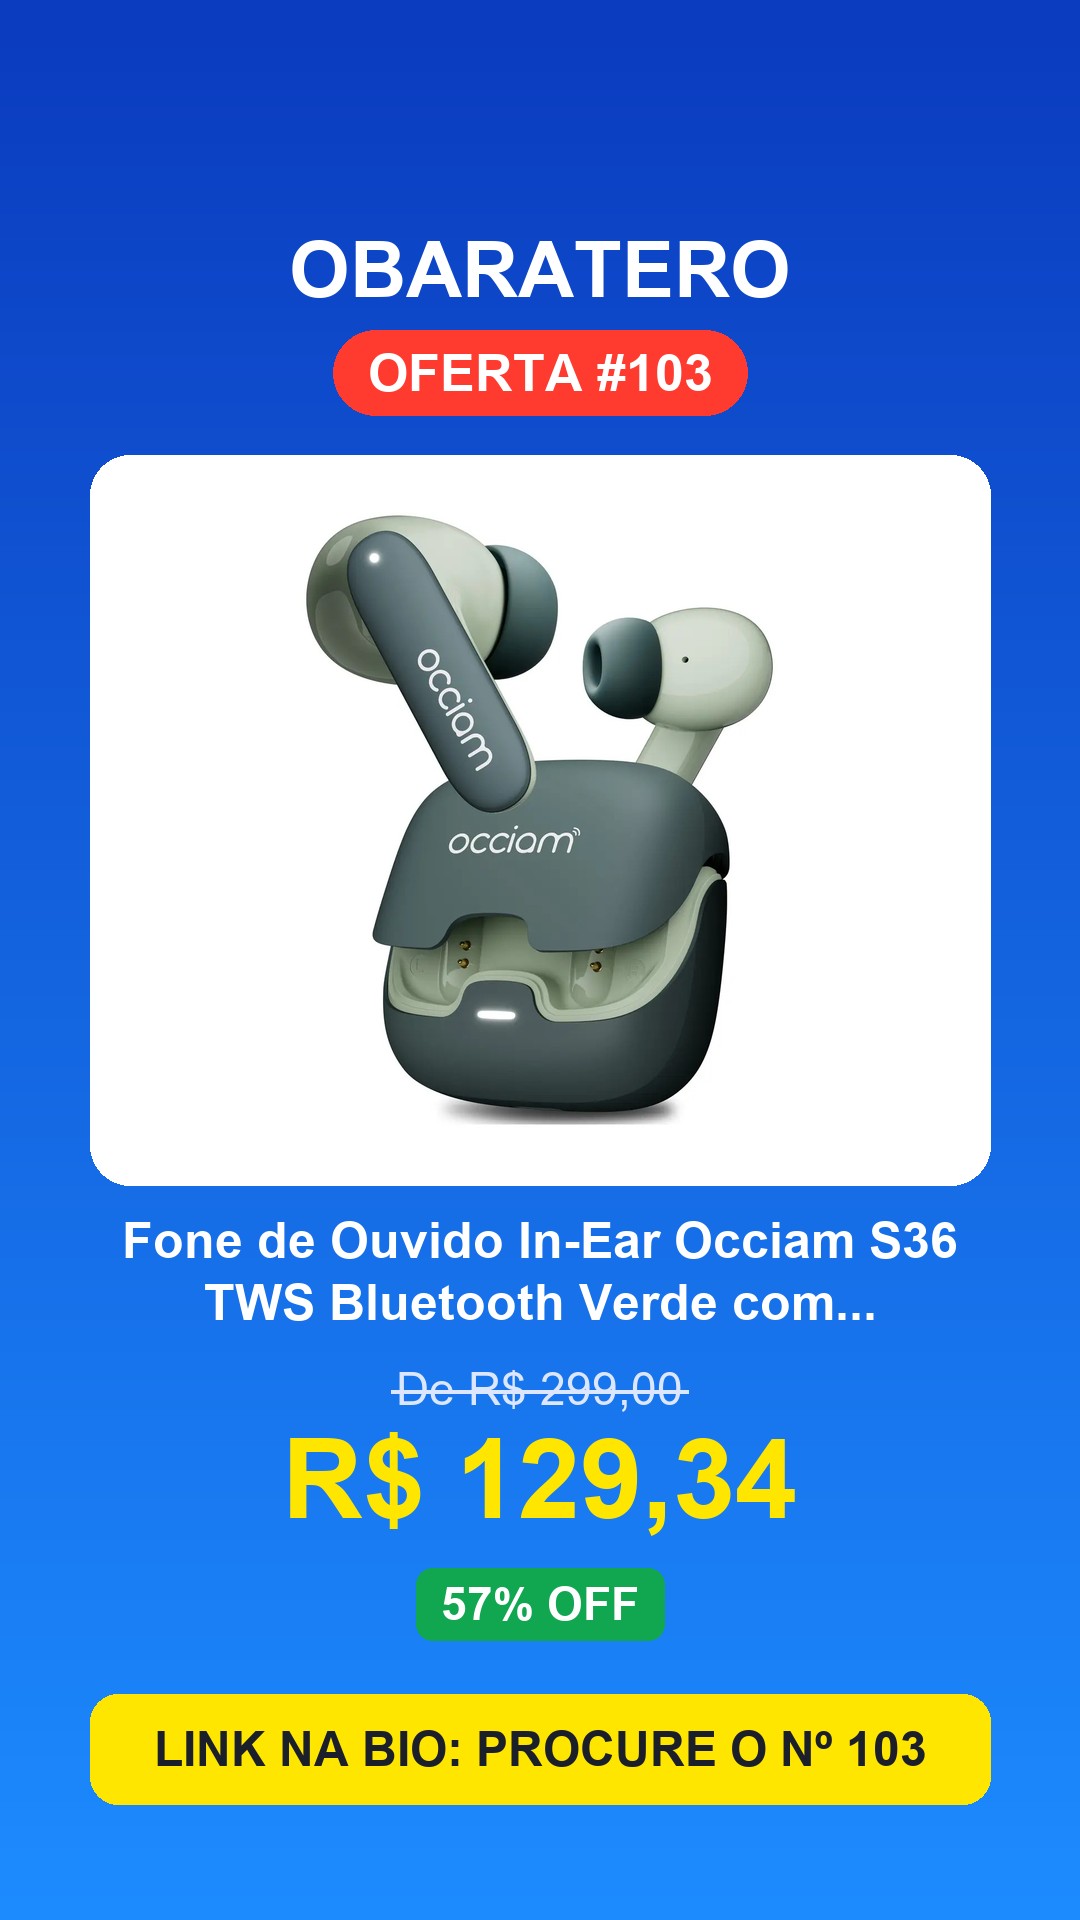 OBARATERO
OFERTA #103
occiam
occiam
Fone de Ouvido In-Ear Occiam S36
TWS Bluetooth Verde com...
De R$ 299,00
R$ 129,34
57% OFF
LINK NA BIO: PROCURE O Nº 103